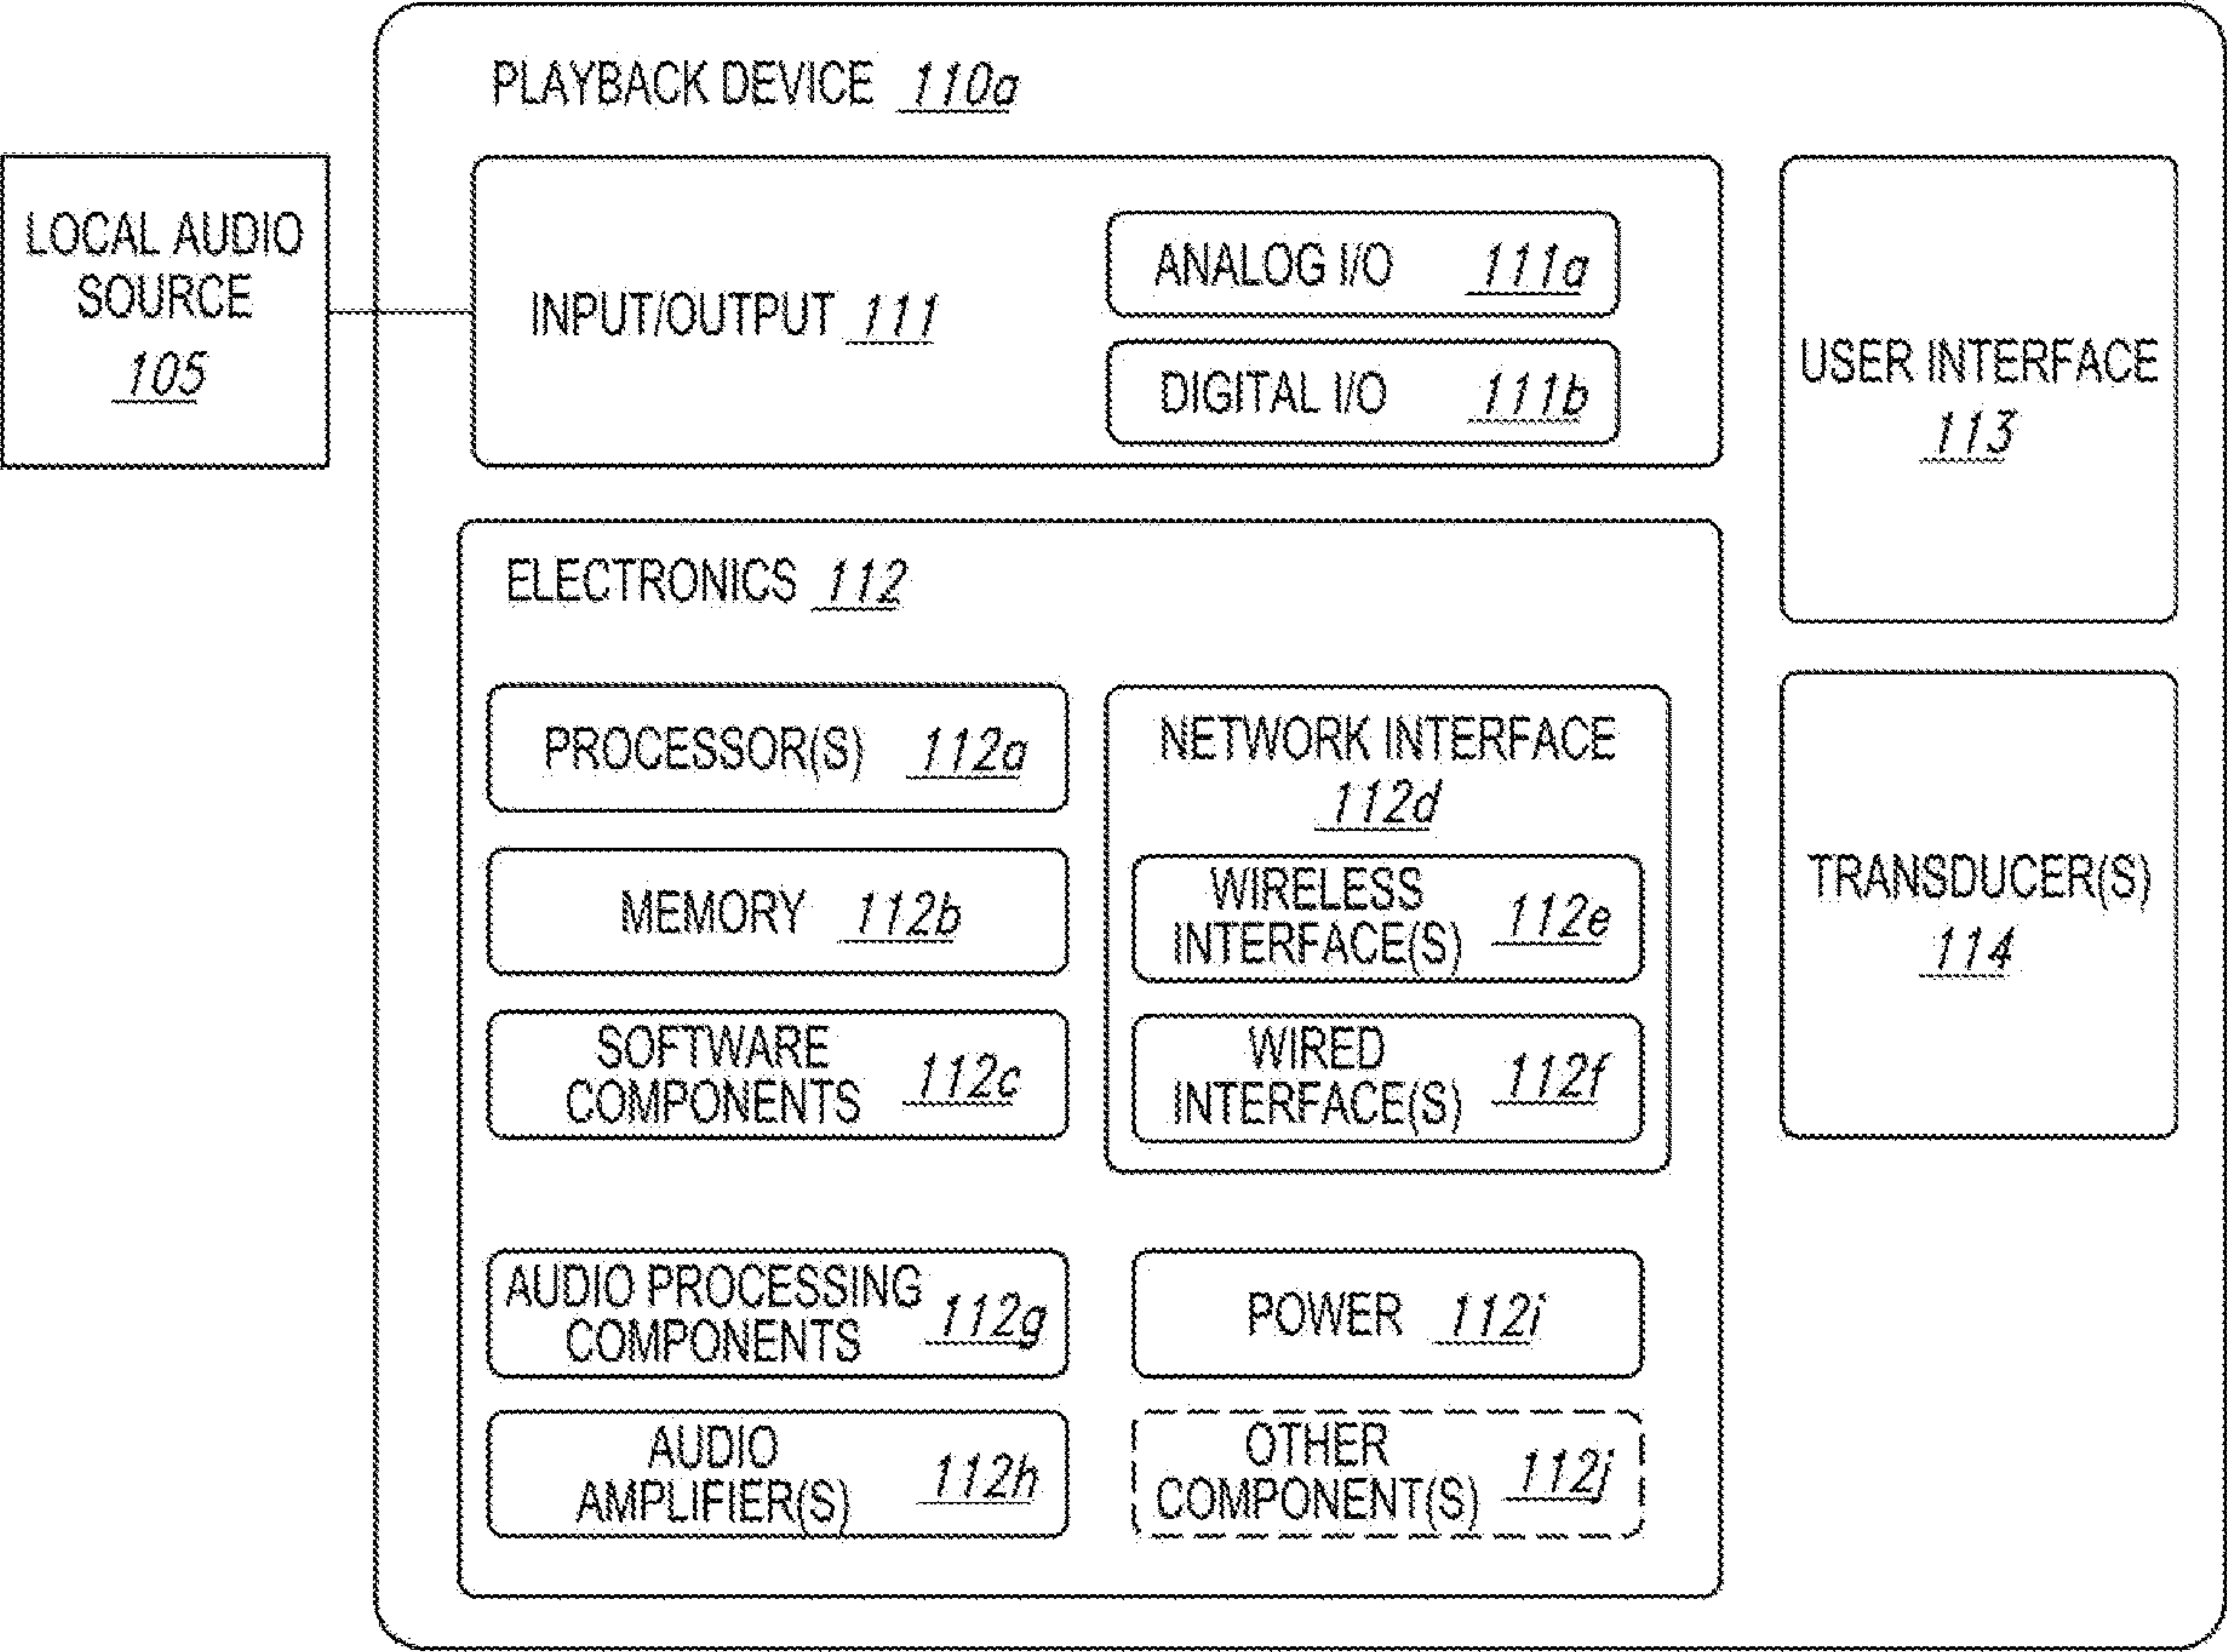 PLAYBACK DEVICE 110a
LOCAL AUDIO
SOURCE
105
INPUT/OUTPUT 111
ANALOG I/O 111a
DIGITAL I/O 111b
USER INTERFACE
113
ELECTRONICS 112
PROCESSOR(S) 112a
MEMORY 112b
SOFTWARE
COMPONENTS 112c
NETWORK INTERFACE
112d
WIRELESS
INTERFACE(S) 112e
WIRED
INTERFACE(S) 112f
TRANSDUCER(S)
114
AUDIO PROCESSING
COMPONENTS 112g
POWER 112i
AUDIO
AMPLIFIER(S) 112h
OTHER
COMPONENT(S) 112j